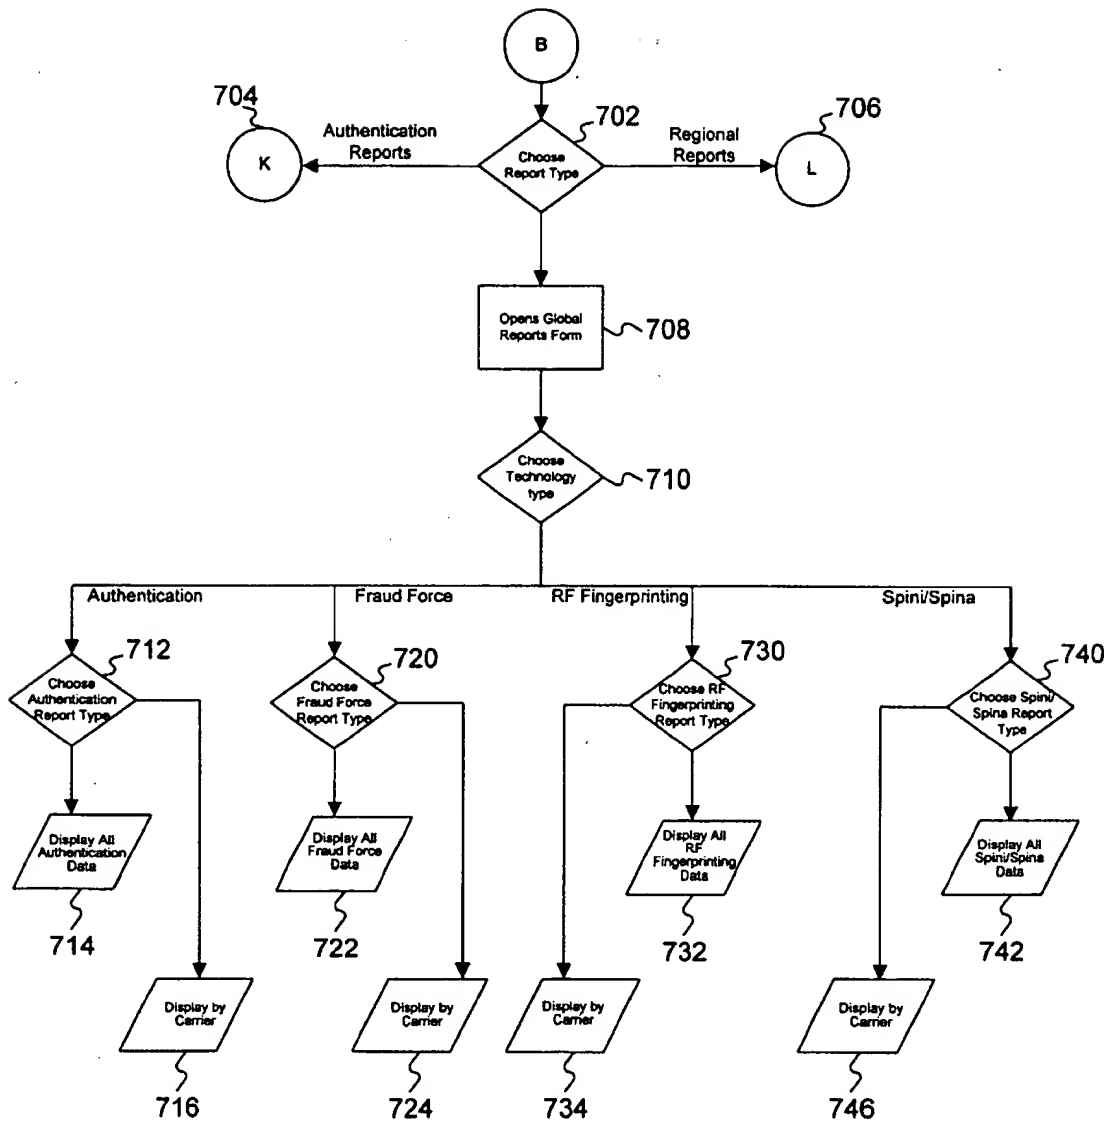 B
704
702
706
Authentication
Reports
Regional
Reports
K
Choose
Report Type
L
Opens Global
Reports Form
708
Choose
Technology
type
710
Authentication
Fraud Force
RF Fingerprinting
Spini/Spina
712
720
730
740
Choose
Authentication
Report Type
Choose
Fraud Force
Report Type
Choose RF
Fingerprinting
Report Type
Choose Spini/
Spina Report
Type
Display All
Authentication
Data
Display All
Fraud Force
Data
Display All
RF
Fingerprinting
Data
Display All
Spini/Spina
Data
714
722
732
742
Display by
Carrier
Display by
Carrier
Display by
Carrier
Display by
Carrier
716
724
734
746